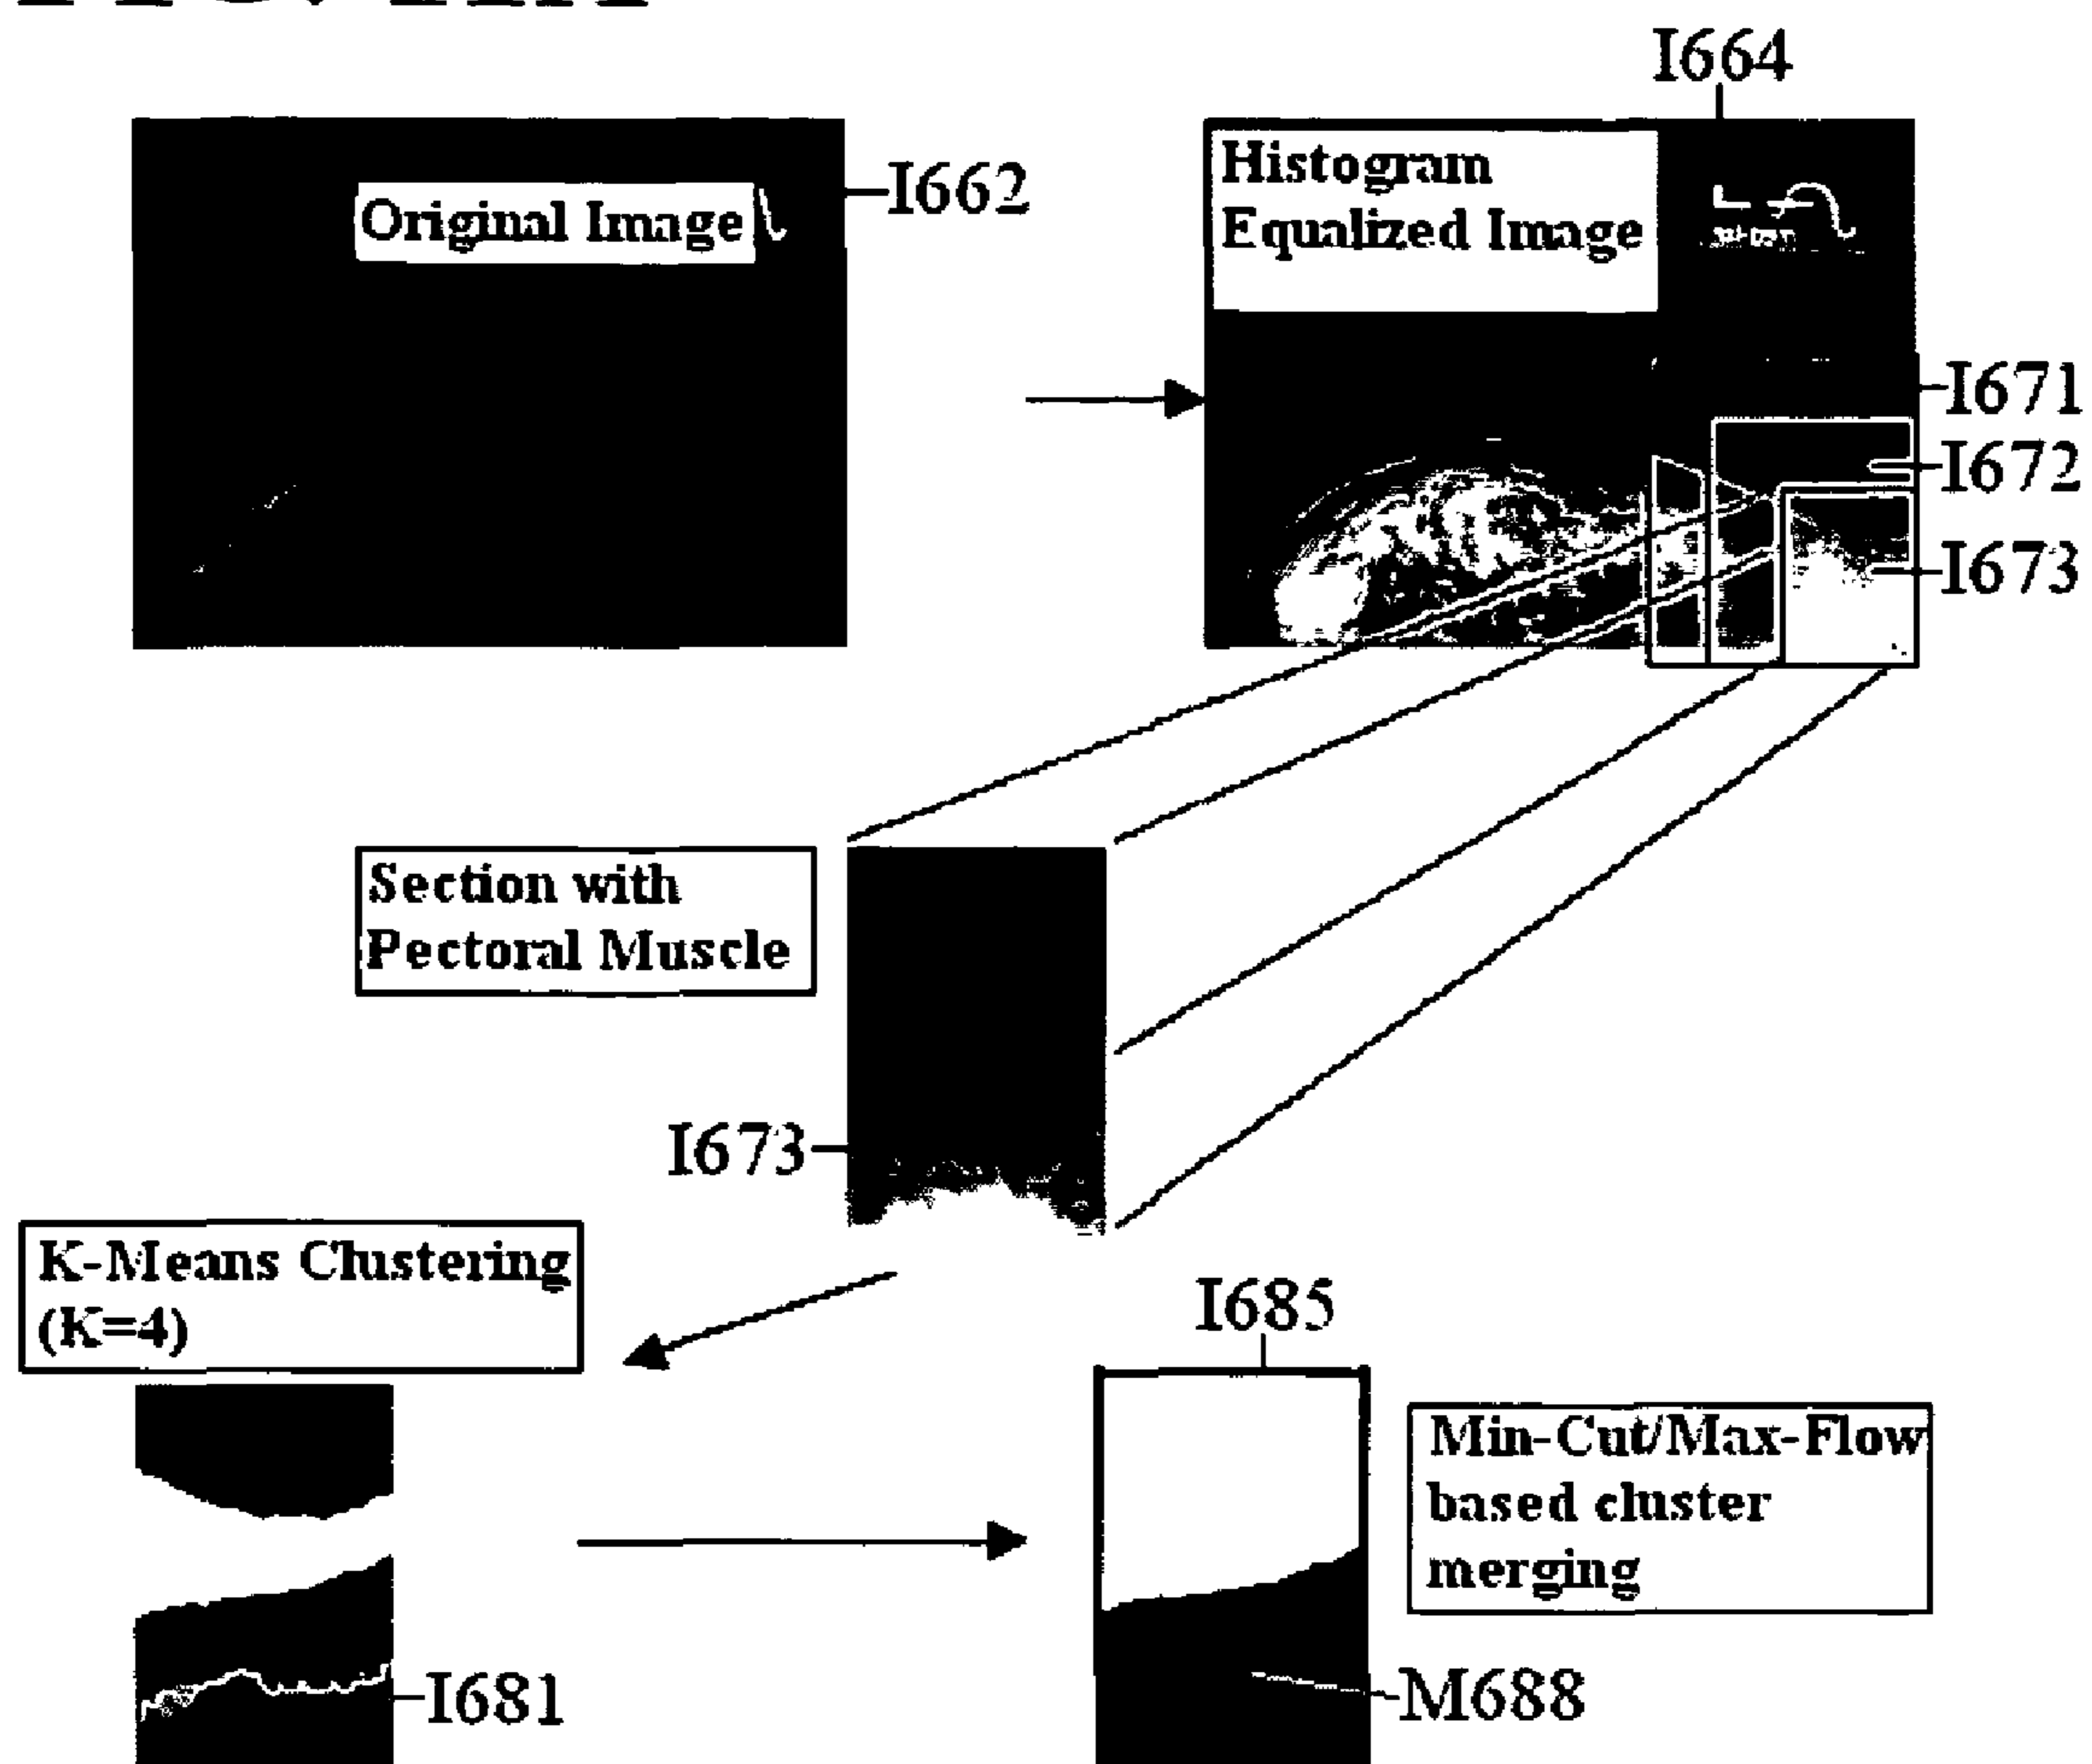 I664
Original Image
I662
Histogram
Equalized Image
I671
I672
I673
Section with
Pectoral Muscle
I673
K-Means Clustering
(K=4)
I685
Min-Cut/Max-Flow
based cluster
merging
I681
M688